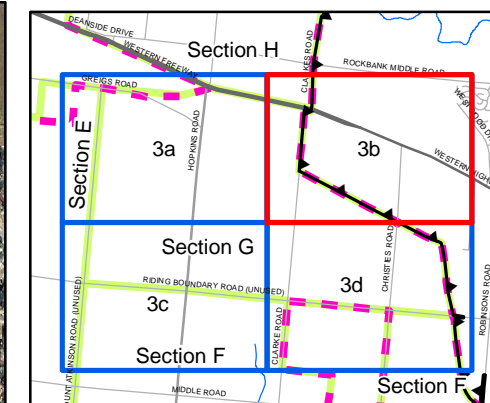 DEANSIDE DRIVE
WESTERN FREEWAY
Section H
CLARKES ROAD
ROCKBANK MIDDLE ROAD
GREIGS ROAD
HOPKINS ROAD
Section E
3a
3b
WESTERN HIGH
Section G
RIDING BOUNDARY ROAD (UNUSED)
3c
3d
CHRISTIES ROAD
ROBINSONS ROAD
OUNT ATKINSON ROAD (UNUSED)
CLARKE ROAD
Section F
MIDDLE ROAD
Section F